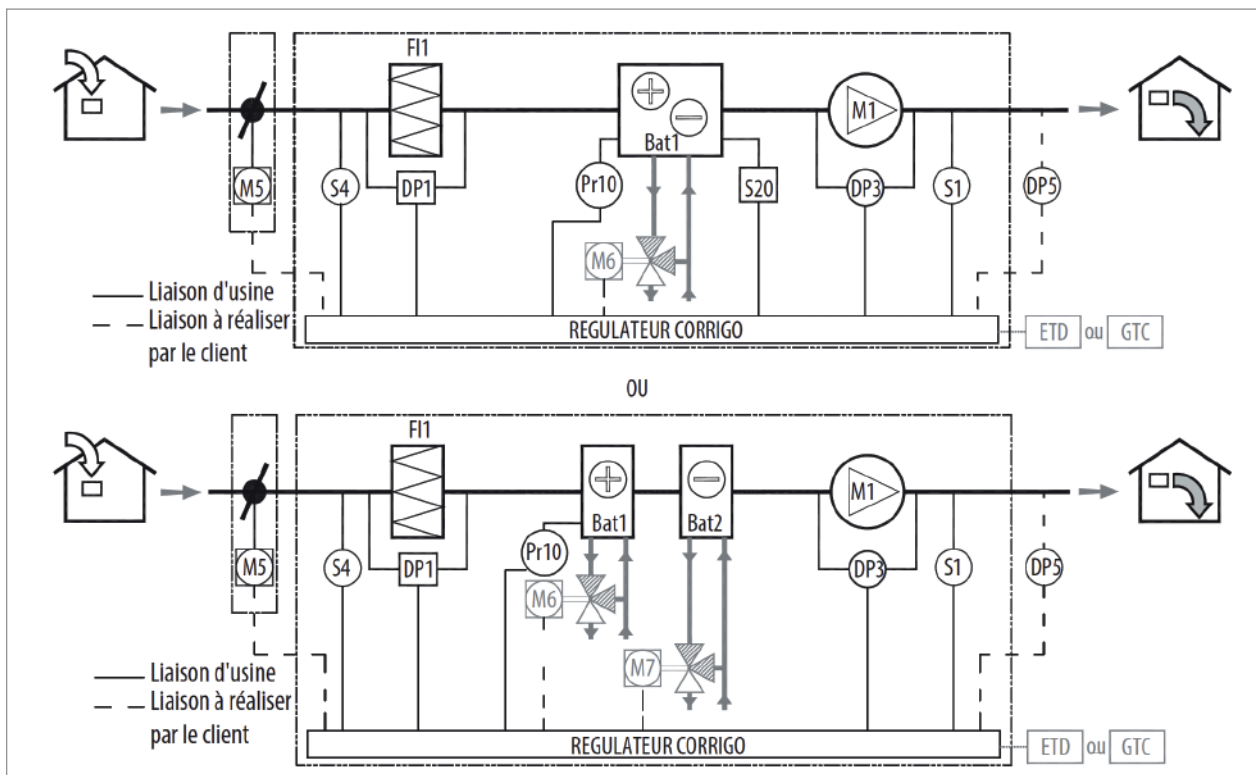 FI1
Bat1
M1
M5
S4
DP1
Pr10
S20
DP3
S1
DP5
M6
Liaison d'usine
Liaison à réaliser
par le client
REGULATEUR CORRIGO
ETD ou GTC
OU
FI1
Bat1
Bat2
M1
M5
S4
DP1
Pr10
DP3
S1
DP5
M6
M7
Liaison d'usine
Liaison à réaliser
par le client
REGULATEUR CORRIGO
ETD ou GTC